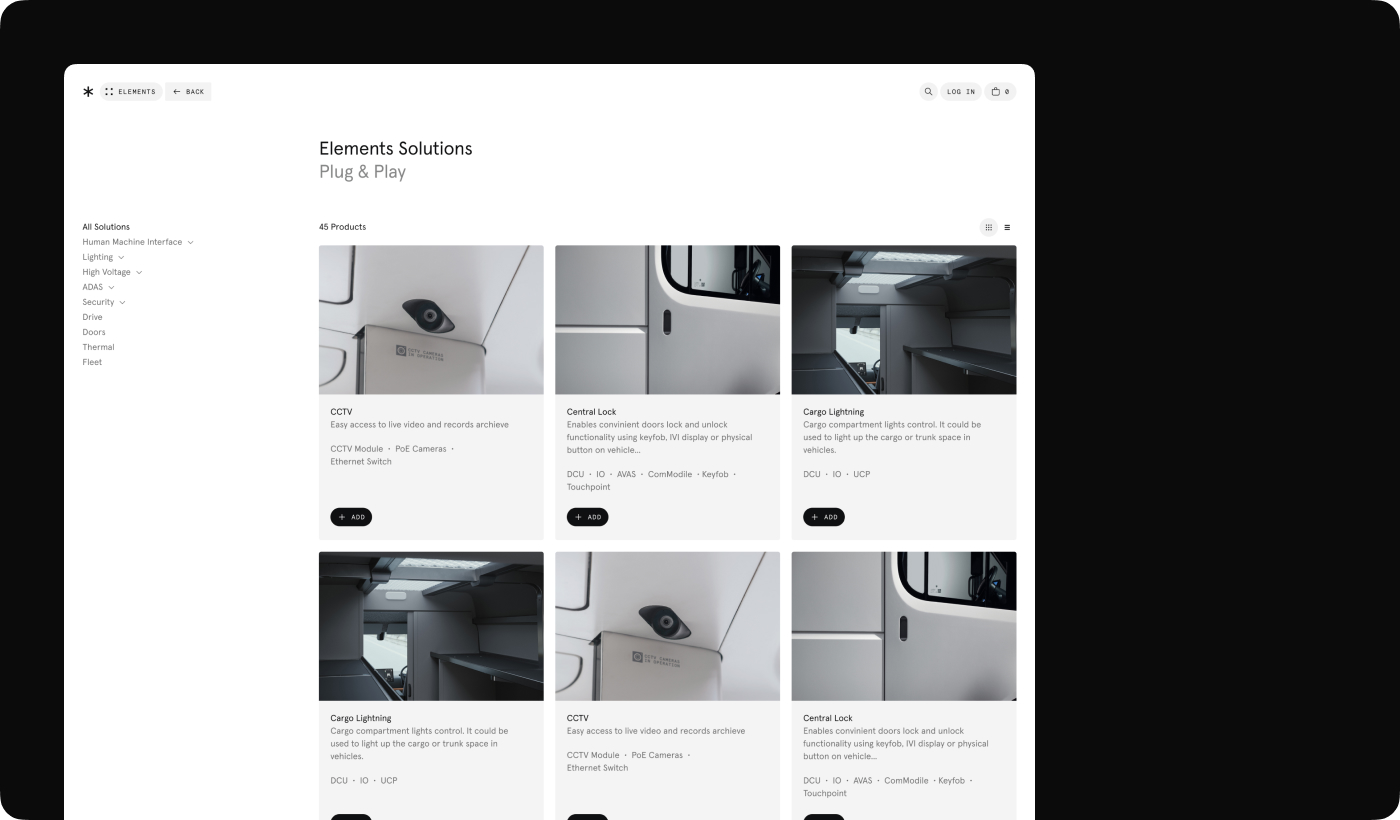 ELEMENTS
BACK
LOG IN
0
Elements Solutions
Plug & Play
All Solutions
Human Machine Interface
Lighting
High Voltage
ADAS
Security
Drive
Doors
Thermal
Fleet
45 Products
CCTV CAMERAS
IN OPERATION
CCTV
Easy access to live video and records archieve
CCTV Module · PoE Cameras ·
Ethernet Switch
+ ADD
Central Lock
Enables convinient doors lock and unlock
functionality using keyfob, IVI display or physical
button on vehicle...
DCU · IO · AVAS · ComModile · Keyfob ·
Touchpoint
+ ADD
Cargo Lightning
Cargo compartment lights control. It could be
used to light up the cargo or trunk space in
vehicles.
DCU · IO · UCP
+ ADD
Cargo Lightning
Cargo compartment lights control. It could be
used to light up the cargo or trunk space in
vehicles.
DCU · IO · UCP
CCTV CAMERAS
IN OPERATION
CCTV
Easy access to live video and records archieve
CCTV Module · PoE Cameras ·
Ethernet Switch
Central Lock
Enables convinient doors lock and unlock
functionality using keyfob, IVI display or physical
button on vehicle...
DCU · IO · AVAS · ComModile · Keyfob ·
Touchpoint